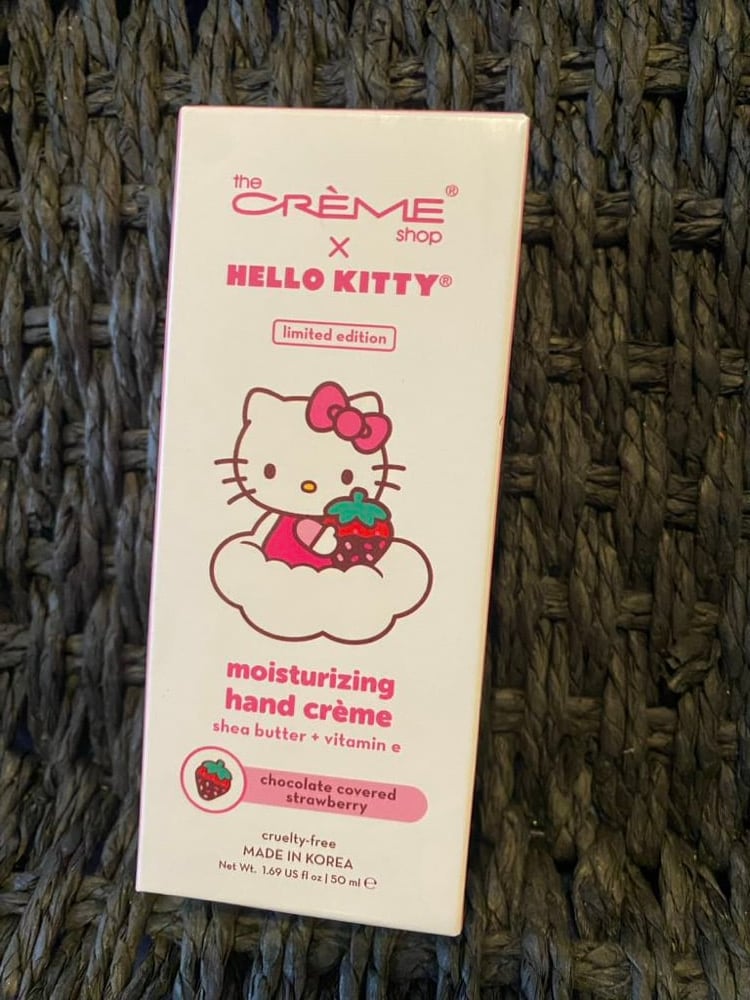 the
CRÈME®
shop
X
HELLO KITTY®
limited edition
moisturizing
hand crème
shea butter + vitamin e
chocolate covered
strawberry
cruelty-free
MADE IN KOREA
Net Wt. 1.69 US fl oz | 50 ml ℮